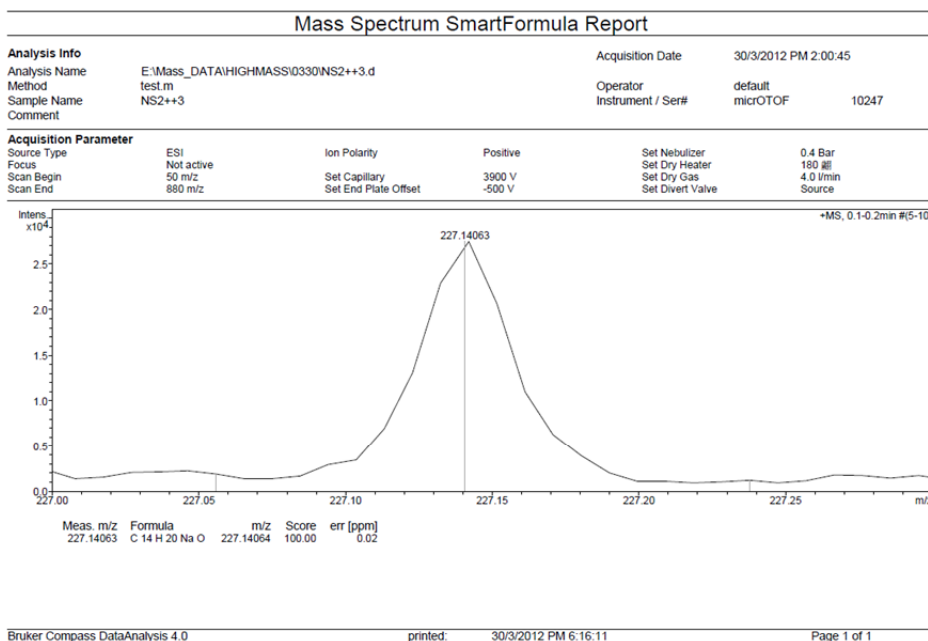 Mass Spectrum SmartFormula Report
Analysis Info
Acquisition Date 30/3/2012 PM 2:00:45
Analysis Name E:\Mass_DATA\HIGHMASS\0330\NS2++3.d
Method test.m Operator default
Sample Name NS2++3 Instrument / Ser# micrOTOF 10247
Comment
Acquisition Parameter
Source Type ESI Ion Polarity Positive Set Nebulizer 0.4 Bar
Focus Not active Set Dry Heater 180
Scan Begin 50 m/z Set Capillary 3900 V Set Dry Gas 4.0 l/min
Scan End 880 m/z Set End Plate Offset -500 V Set Divert Valve Source
Intens.
x10⁴
+MS, 0.1-0.2min #(5-10
227.14063
2.5
2.0
1.5
1.0
0.5
0.0
227.00 227.05 227.10 227.15 227.20 227.25 m/z
Meas. m/z Formula m/z Score err [ppm]
227.14063 C 14 H 20 Na O 227.14064 100.00 0.02
Bruker Compass DataAnalysis 4.0 printed: 30/3/2012 PM 6:16:11 Page 1 of 1